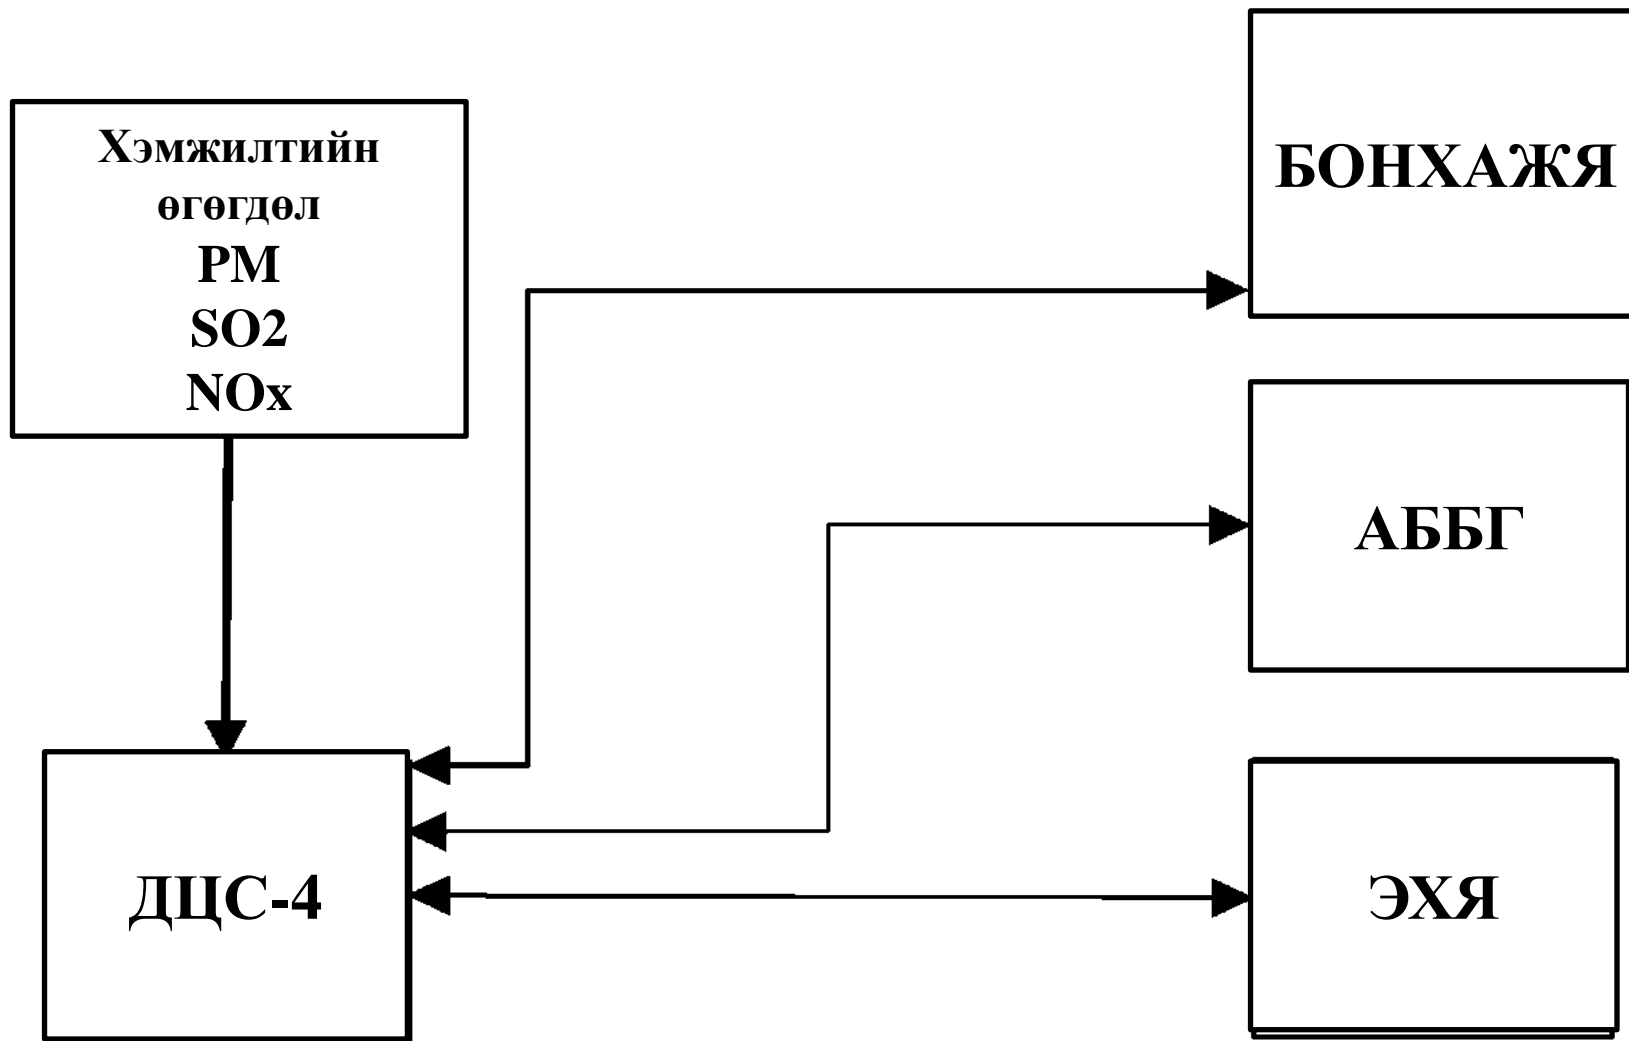 Хэмжилтийн
өгөгдөл
PM
SO2
NOx
БОНХАЖЯ
АББГ
ДЦС-4
ЭХЯ